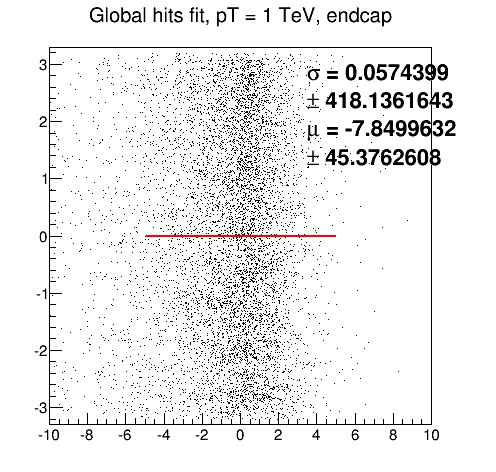 Global hits fit, pT = 1 TeV, endcap
σ = 0.0574399
± 418.1361643
μ = -7.8499632
± 45.3762608
3
2
1
0
-1
-2
-3
-10 -8 -6 -4 -2 0 2 4 6 8 10